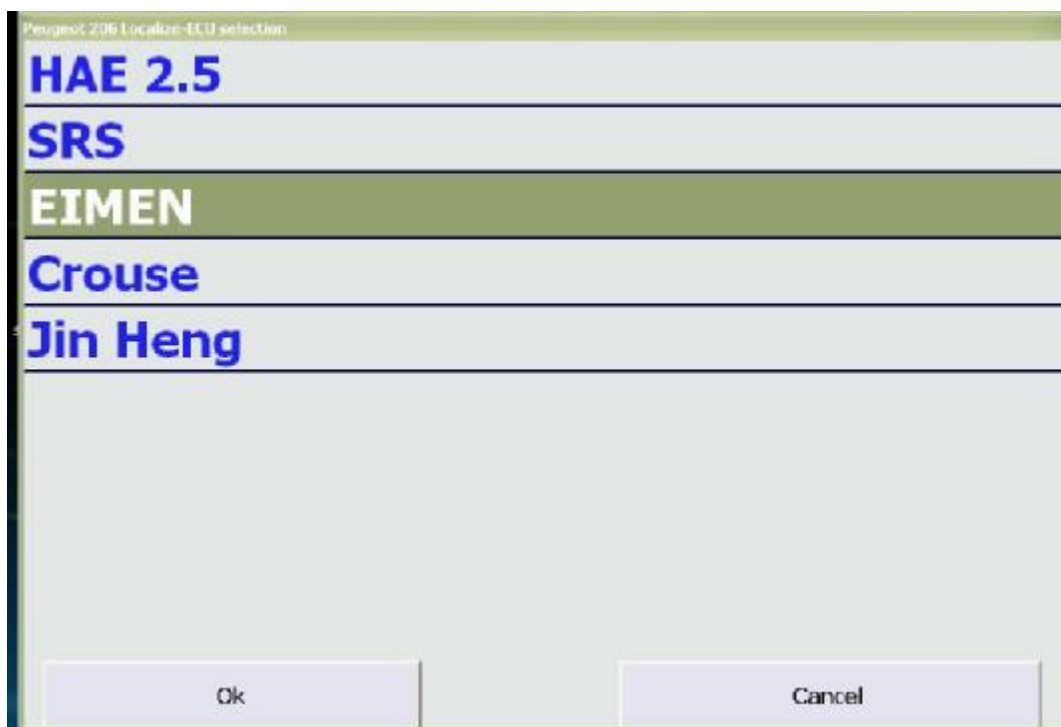 Peugeot 206 Localize-ECU selection
HAE 2.5
SRS
EIMEN
Crouse
Jin Heng
Ok
Cancel